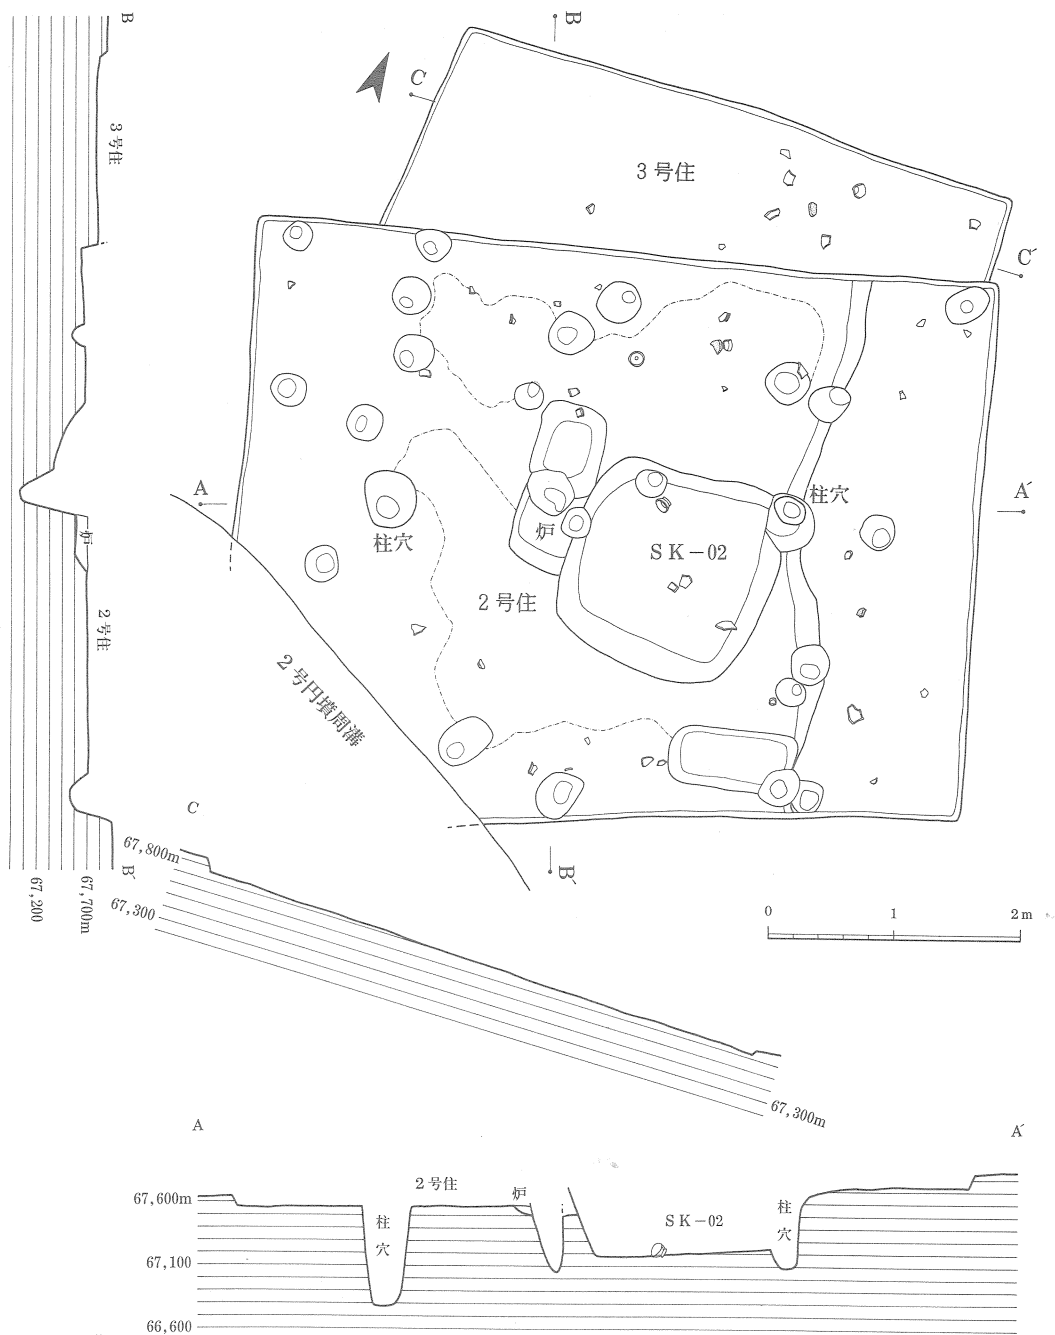 B
B
C
3号住
3号住
C´
A
柱穴
A´
柱穴
炉
SK-02
炉
2号住
2号住
2号円墳周溝
C
B´
B´
67,800m
67,200
67,700m
67,300
0 1 2m
67,300m
A
A´
2号住
炉
67,600m
柱穴
SK-02
柱穴
67,100
66,600